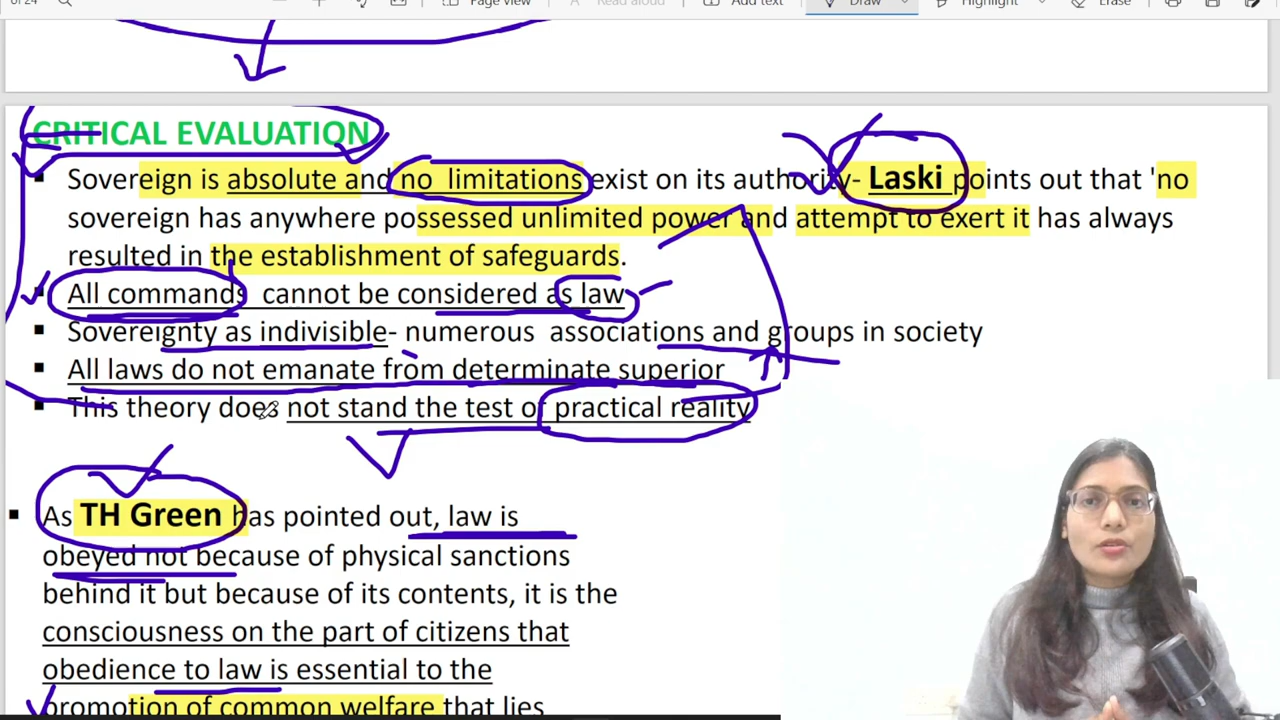 of 24
Page view
Read aloud
Add text
Draw
Highlight
Erase
CRITICAL EVALUATION
▪ Sovereign is absolute and no limitations exist on its authority- Laski points out that 'no
sovereign has anywhere possessed unlimited power and attempt to exert it has always
resulted in the establishment of safeguards.
▪ All commands cannot be considered as law
▪ Sovereignty as indivisible- numerous associations and groups in society
▪ All laws do not emanate from determinate superior
▪ This theory does not stand the test of practical reality
▪ As TH Green has pointed out, law is
obeyed not because of physical sanctions
behind it but because of its contents, it is the
consciousness on the part of citizens that
obedience to law is essential to the
promotion of common welfare that lies